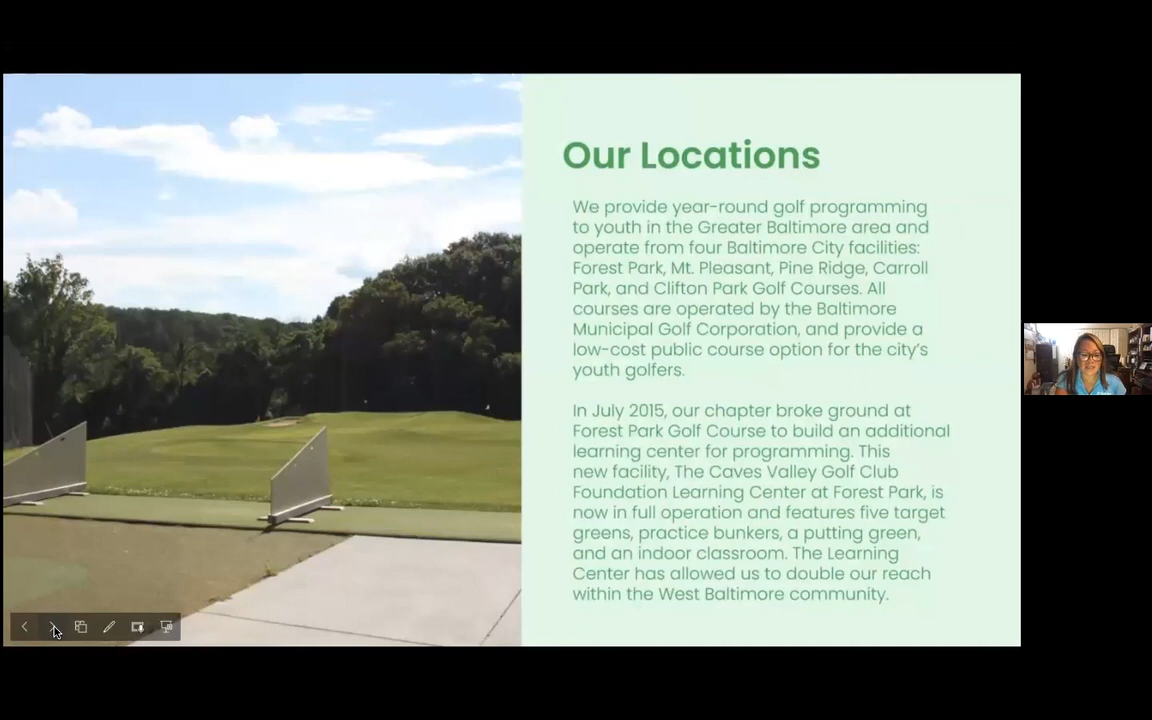 Our Locations
We provide year-round golf programming
to youth in the Greater Baltimore area and
operate from four Baltimore City facilities:
Forest Park, Mt. Pleasant, Pine Ridge, Carroll
Park, and Clifton Park Golf Courses. All
courses are operated by the Baltimore
Municipal Golf Corporation, and provide a
low-cost public course option for the city's
youth golfers.
In July 2015, our chapter broke ground at
Forest Park Golf Course to build an additional
learning center for programming. This
new facility, The Caves Valley Golf Club
Foundation Learning Center at Forest Park, is
now in full operation and features five target
greens, practice bunkers, a putting green,
and an indoor classroom. The Learning
Center has allowed us to double our reach
within the West Baltimore community.